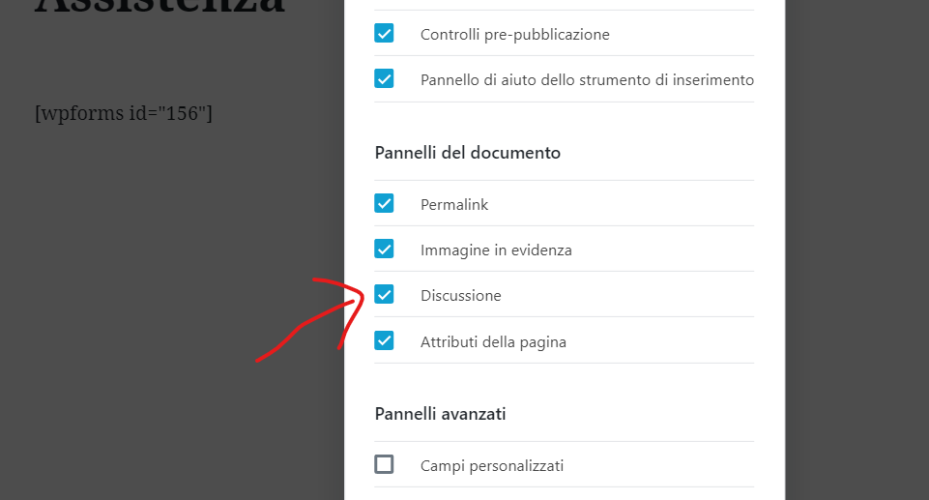 Assistenza
[wpforms id="156"]
Controlli pre-pubblicazione
Pannello di aiuto dello strumento di inserimento
Pannelli del documento
Permalink
Immagine in evidenza
Discussione
Attributi della pagina
Pannelli avanzati
Campi personalizzati